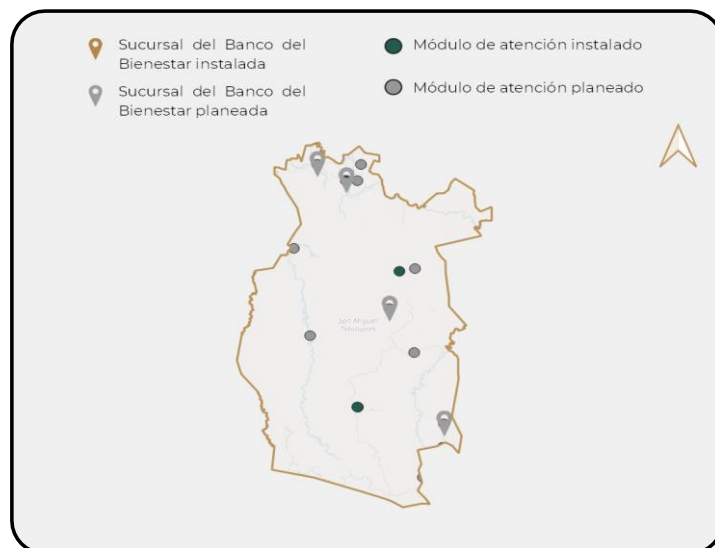 Sucursal del Banco del
Bienestar instalada
Sucursal del Banco del
Bienestar planeada
Módulo de atención instalado
Módulo de atención planeado
San Miguel